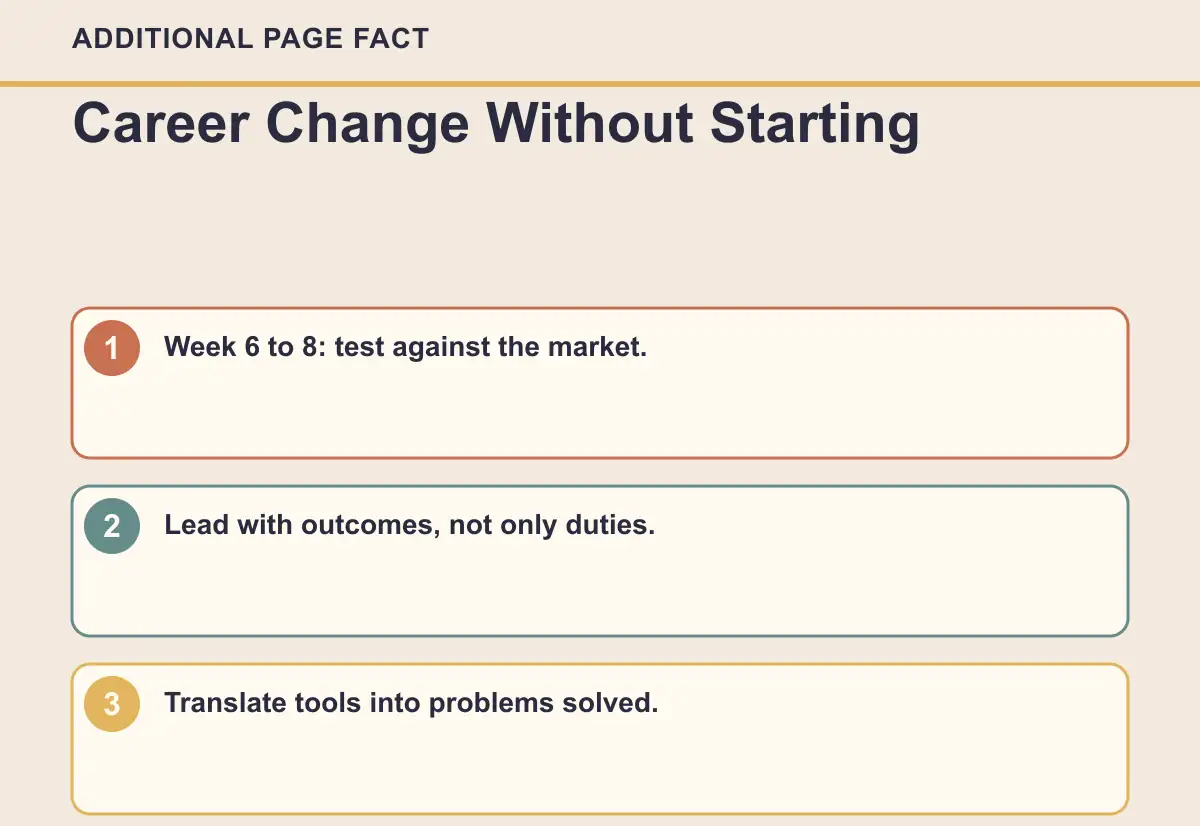 ADDITIONAL PAGE FACT
Career Change Without Starting
1
Week 6 to 8: test against the market.
2
Lead with outcomes, not only duties.
3
Translate tools into problems solved.